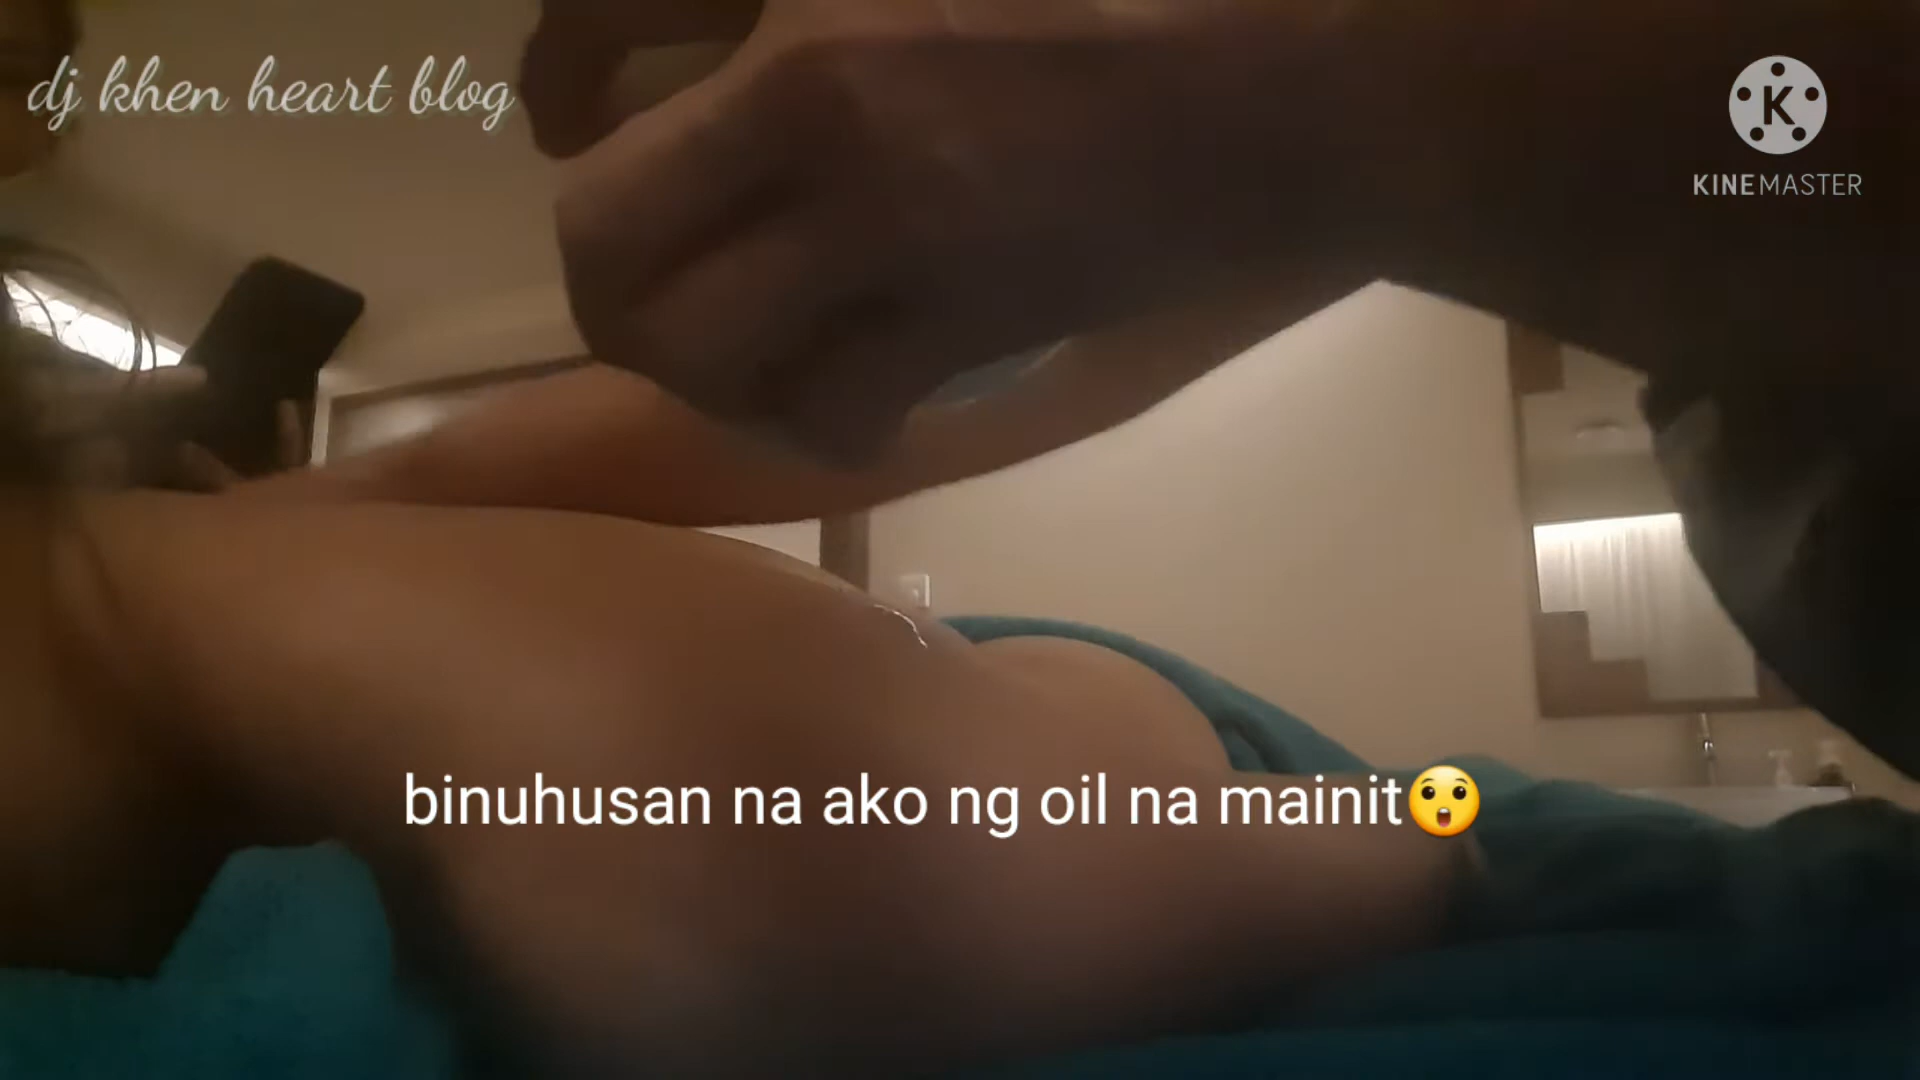 dj khen heart blog
K
KINEMASTER
binuhusan na ako ng oil na mainit😲